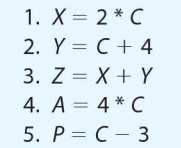 1. X = 2 * C
2. Y = C + 4
3. Z = X + Y
4. A = 4 * C
5. P = C – 3